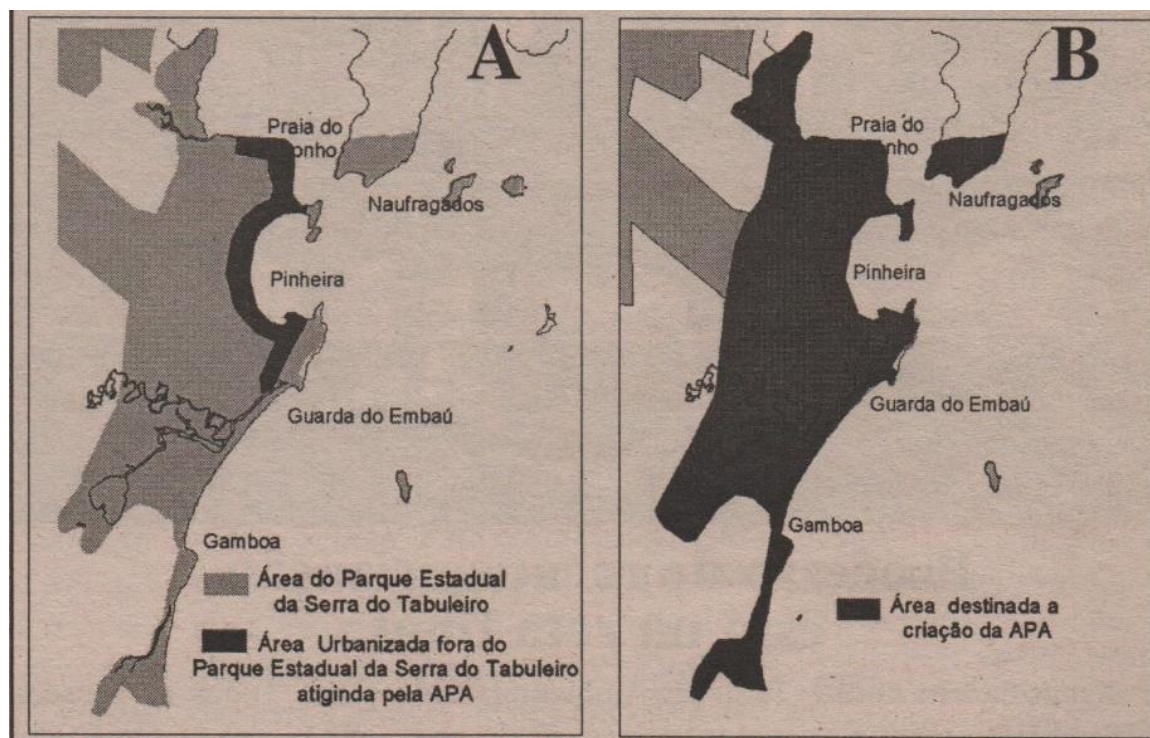 A
Praia do
onho
Naufragados
Pinheira
Guarda do Embaú
Gamboa
Área do Parque Estadual
da Serra do Tabuleiro
Área Urbanizada fora do
Parque Estadual da Serra do Tabuleiro
atiginda pela APA
B
Praia do
onho
Naufragados
Pinheira
Guarda do Embaú
Gamboa
Área destinada a
criação da APA